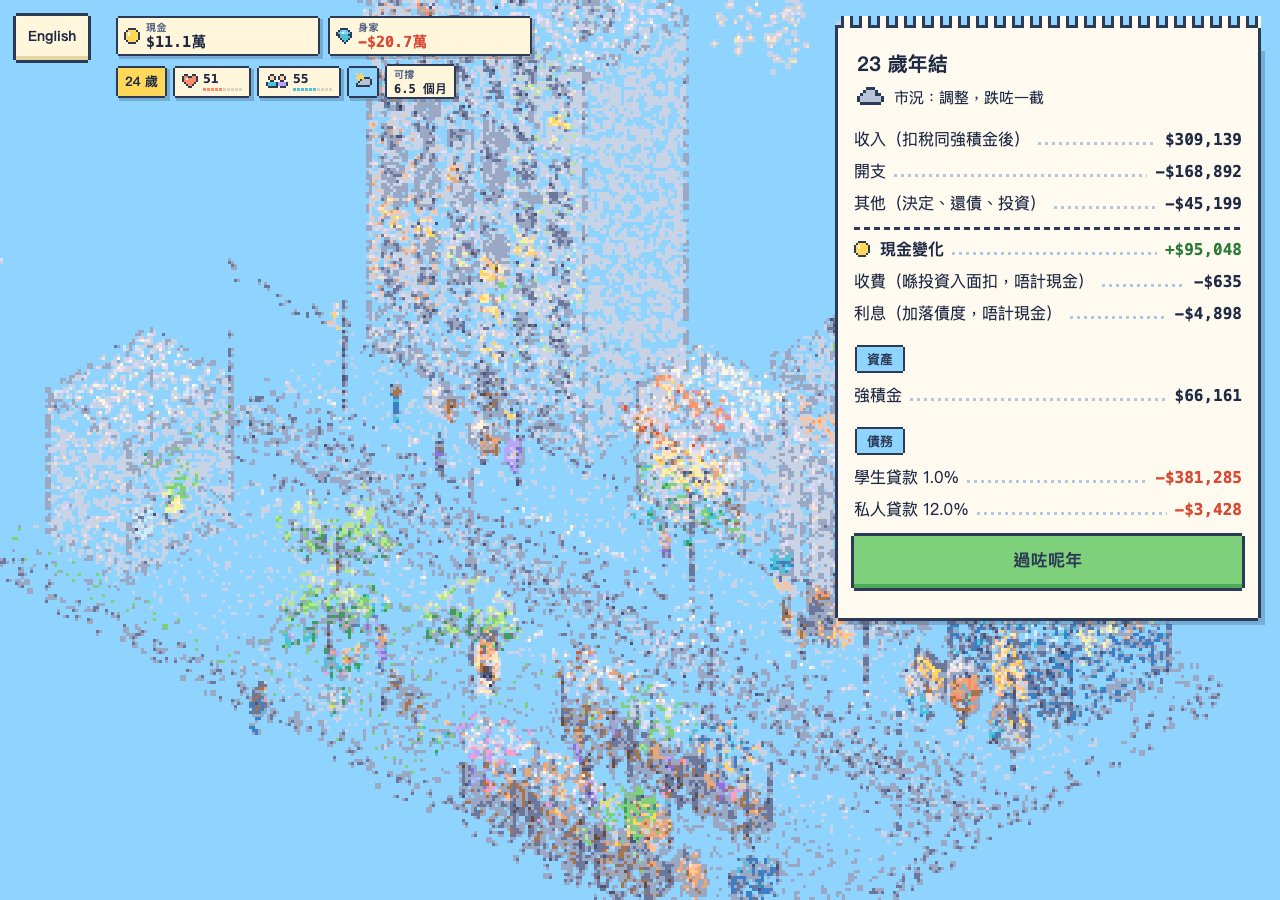 English
現金
$11.1萬
身家
−$20.7萬
24 歲
51
55
可撐
6.5 個月
23 歲年結
市況：調整，跌咗一截
收入（扣稅同強積金後） $309,139
開支 −$168,892
其他（決定、還債、投資） −$45,199
現金變化 +$95,048
收費（喺投資入面扣，唔計現金） −$635
利息（加落債度，唔計現金） −$4,898
資產
強積金 $66,161
債務
學生貸款 1.0% −$381,285
私人貸款 12.0% −$3,428
過咗呢年